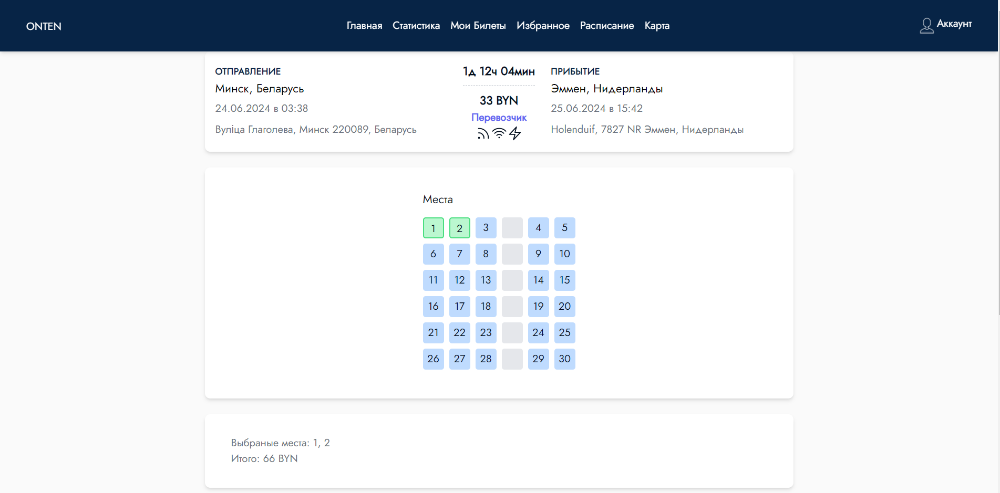 ONTEN
Главная Статистика Мои Билеты Избранное Расписание Карта
Аккаунт
ОТПРАВЛЕНИЕ
Минск, Беларусь
24.06.2024 в 03:38
Вуліца Глаголева, Минск 220089, Беларусь
1д 12ч 04мин
33 BYN
Перевозчик
ПРИБЫТИЕ
Эммен, Нидерланды
25.06.2024 в 15:42
Holenduif, 7827 NR Эммен, Нидерланды
Места
1 2 3 4 5
6 7 8 9 10
11 12 13 14 15
16 17 18 19 20
21 22 23 24 25
26 27 28 29 30
Выбраные места: 1, 2
Итого: 66 BYN